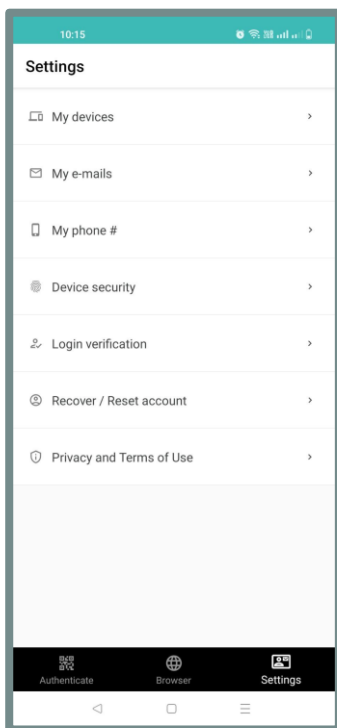 10:15
Settings
My devices
My e-mails
My phone #
Device security
Login verification
Recover / Reset account
Privacy and Terms of Use
Authenticate
Browser
Settings